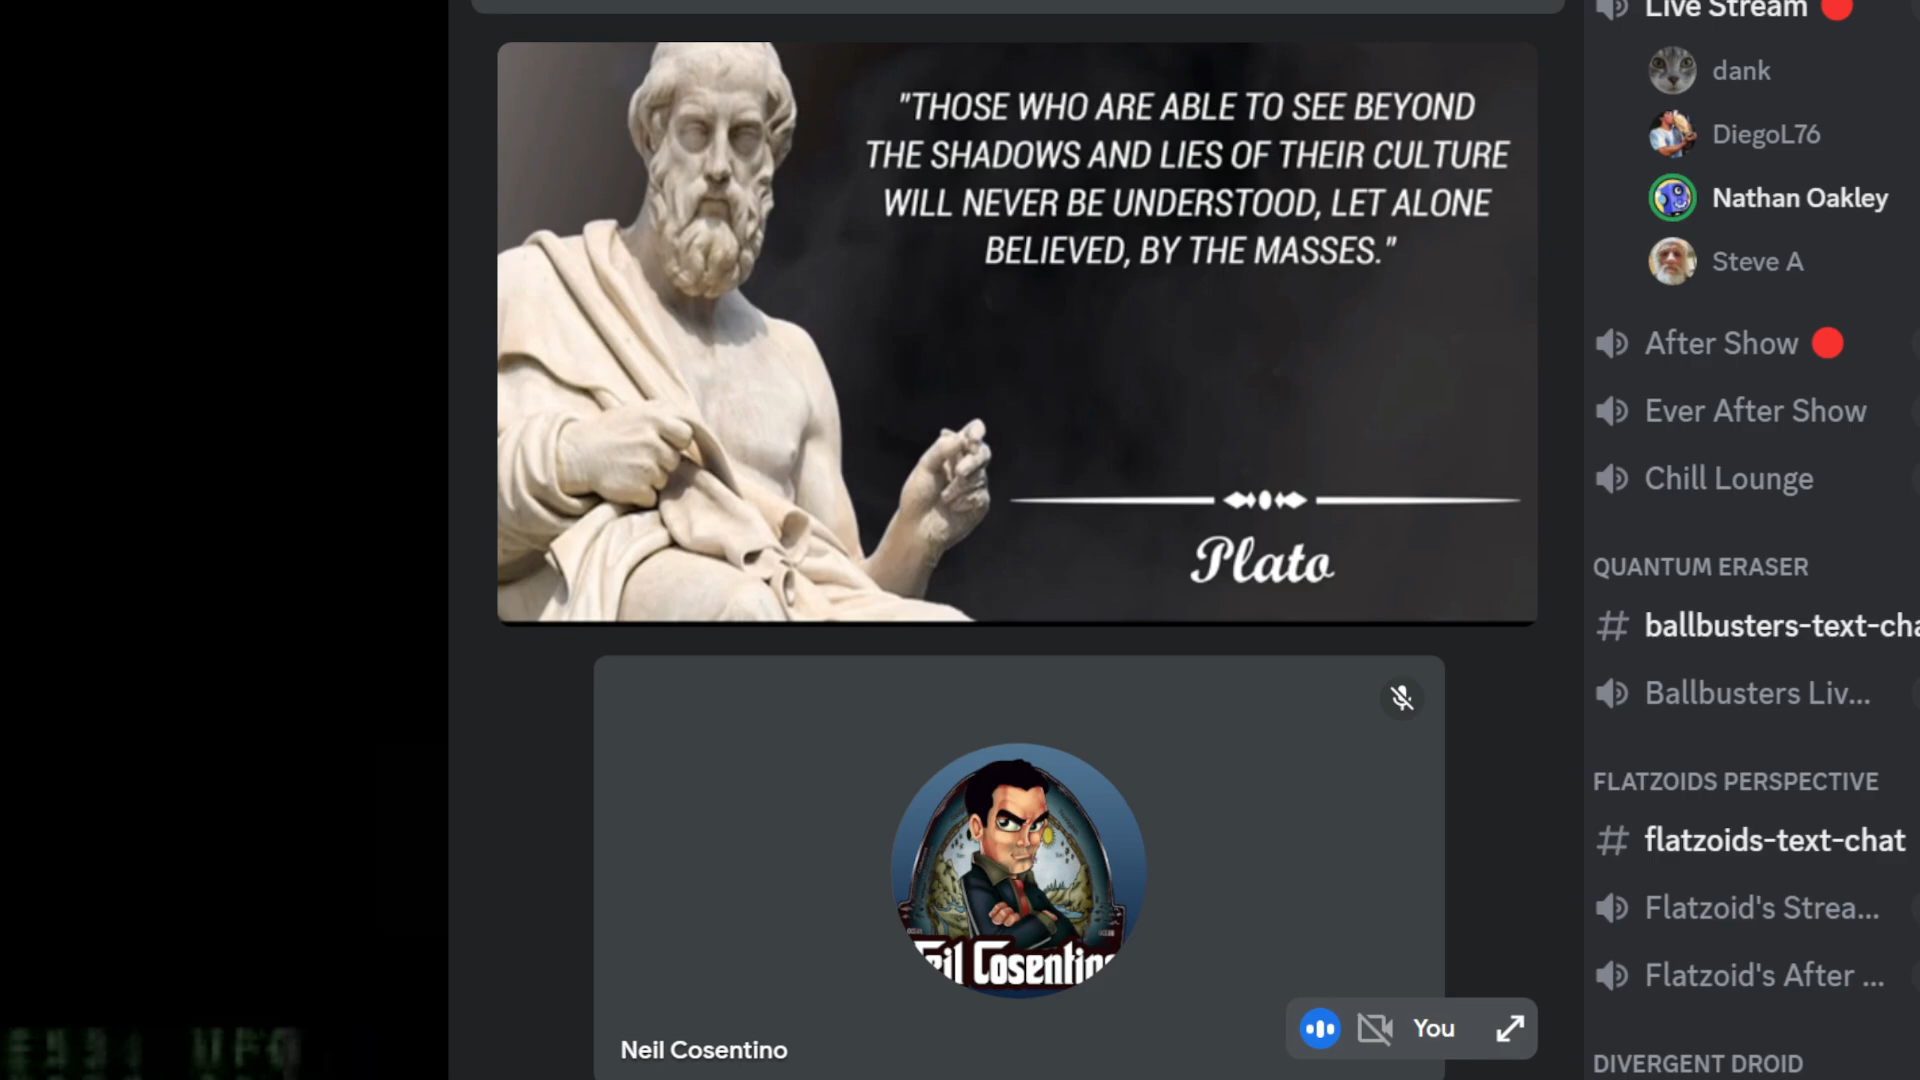 "THOSE WHO ARE ABLE TO SEE BEYOND
THE SHADOWS AND LIES OF THEIR CULTURE
WILL NEVER BE UNDERSTOOD, LET ALONE
BELIEVED, BY THE MASSES."
Plato
Neil Cosentino
Neil Cosentino
You
Live Stream
dank
DiegoL76
Nathan Oakley
Steve A
After Show
Ever After Show
Chill Lounge
QUANTUM ERASER
# ballbusters-text-cha
Ballbusters Liv...
FLATZOIDS PERSPECTIVE
# flatzoids-text-chat
Flatzoid's Strea...
Flatzoid's After ...
DIVERGENT DROID